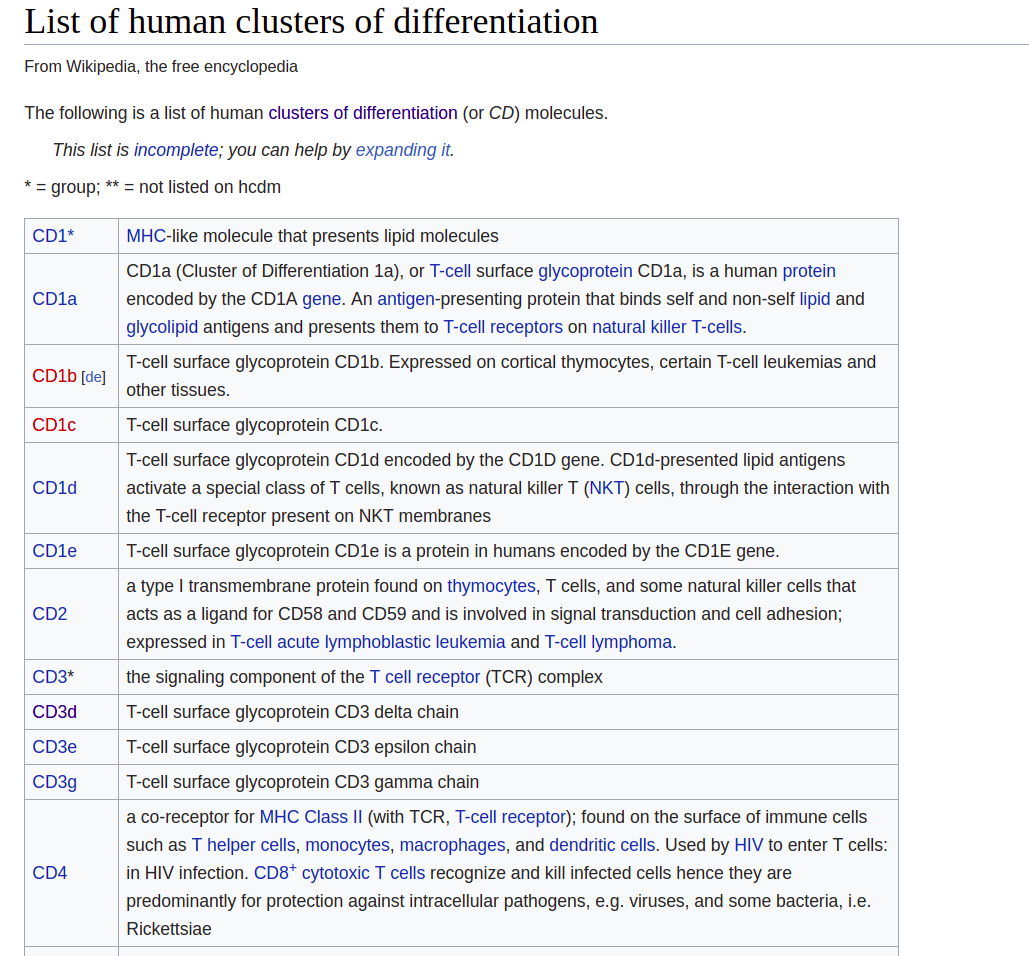 List of human clusters of differentiation
From Wikipedia, the free encyclopedia
The following is a list of human clusters of differentiation (or CD) molecules.
This list is incomplete; you can help by expanding it.
* = group; ** = not listed on hcdm
CD1* MHC-like molecule that presents lipid molecules
CD1a (Cluster of Differentiation 1a), or T-cell surface glycoprotein CD1a, is a human protein
CD1a encoded by the CD1A gene. An antigen-presenting protein that binds self and non-self lipid and
glycolipid antigens and presents them to T-cell receptors on natural killer T-cells.
T-cell surface glycoprotein CD1b. Expressed on cortical thymocytes, certain T-cell leukemias and
CD1b [de]
other tissues.
CD1c T-cell surface glycoprotein CD1c.
T-cell surface glycoprotein CD1d encoded by the CD1D gene. CD1d-presented lipid antigens
CD1d activate a special class of T cells, known as natural killer T (NKT) cells, through the interaction with
the T-cell receptor present on NKT membranes
CD1e T-cell surface glycoprotein CD1e is a protein in humans encoded by the CD1E gene.
a type I transmembrane protein found on thymocytes, T cells, and some natural killer cells that
CD2 acts as a ligand for CD58 and CD59 and is involved in signal transduction and cell adhesion;
expressed in T-cell acute lymphoblastic leukemia and T-cell lymphoma.
CD3* the signaling component of the T cell receptor (TCR) complex
CD3d T-cell surface glycoprotein CD3 delta chain
CD3e T-cell surface glycoprotein CD3 epsilon chain
CD3g T-cell surface glycoprotein CD3 gamma chain
a co-receptor for MHC Class II (with TCR, T-cell receptor); found on the surface of immune cells
such as T helper cells, monocytes, macrophages, and dendritic cells. Used by HIV to enter T cells:
CD4 in HIV infection. CD8+ cytotoxic T cells recognize and kill infected cells hence they are
predominantly for protection against intracellular pathogens, e.g. viruses, and some bacteria, i.e.
Rickettsiae